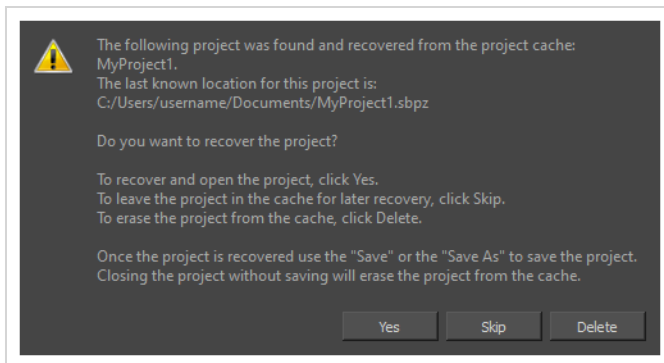 The following project was found and recovered from the project cache:
MyProject1.
The last known location for this project is:
C:/Users/username/Documents/MyProject1.sbpz
Do you want to recover the project?
To recover and open the project, click Yes.
To leave the project in the cache for later recovery, click Skip.
To erase the project from the cache, click Delete.
Once the project is recovered use the "Save" or the "Save As" to save the project.
Closing the project without saving will erase the project from the cache.
Yes Skip Delete